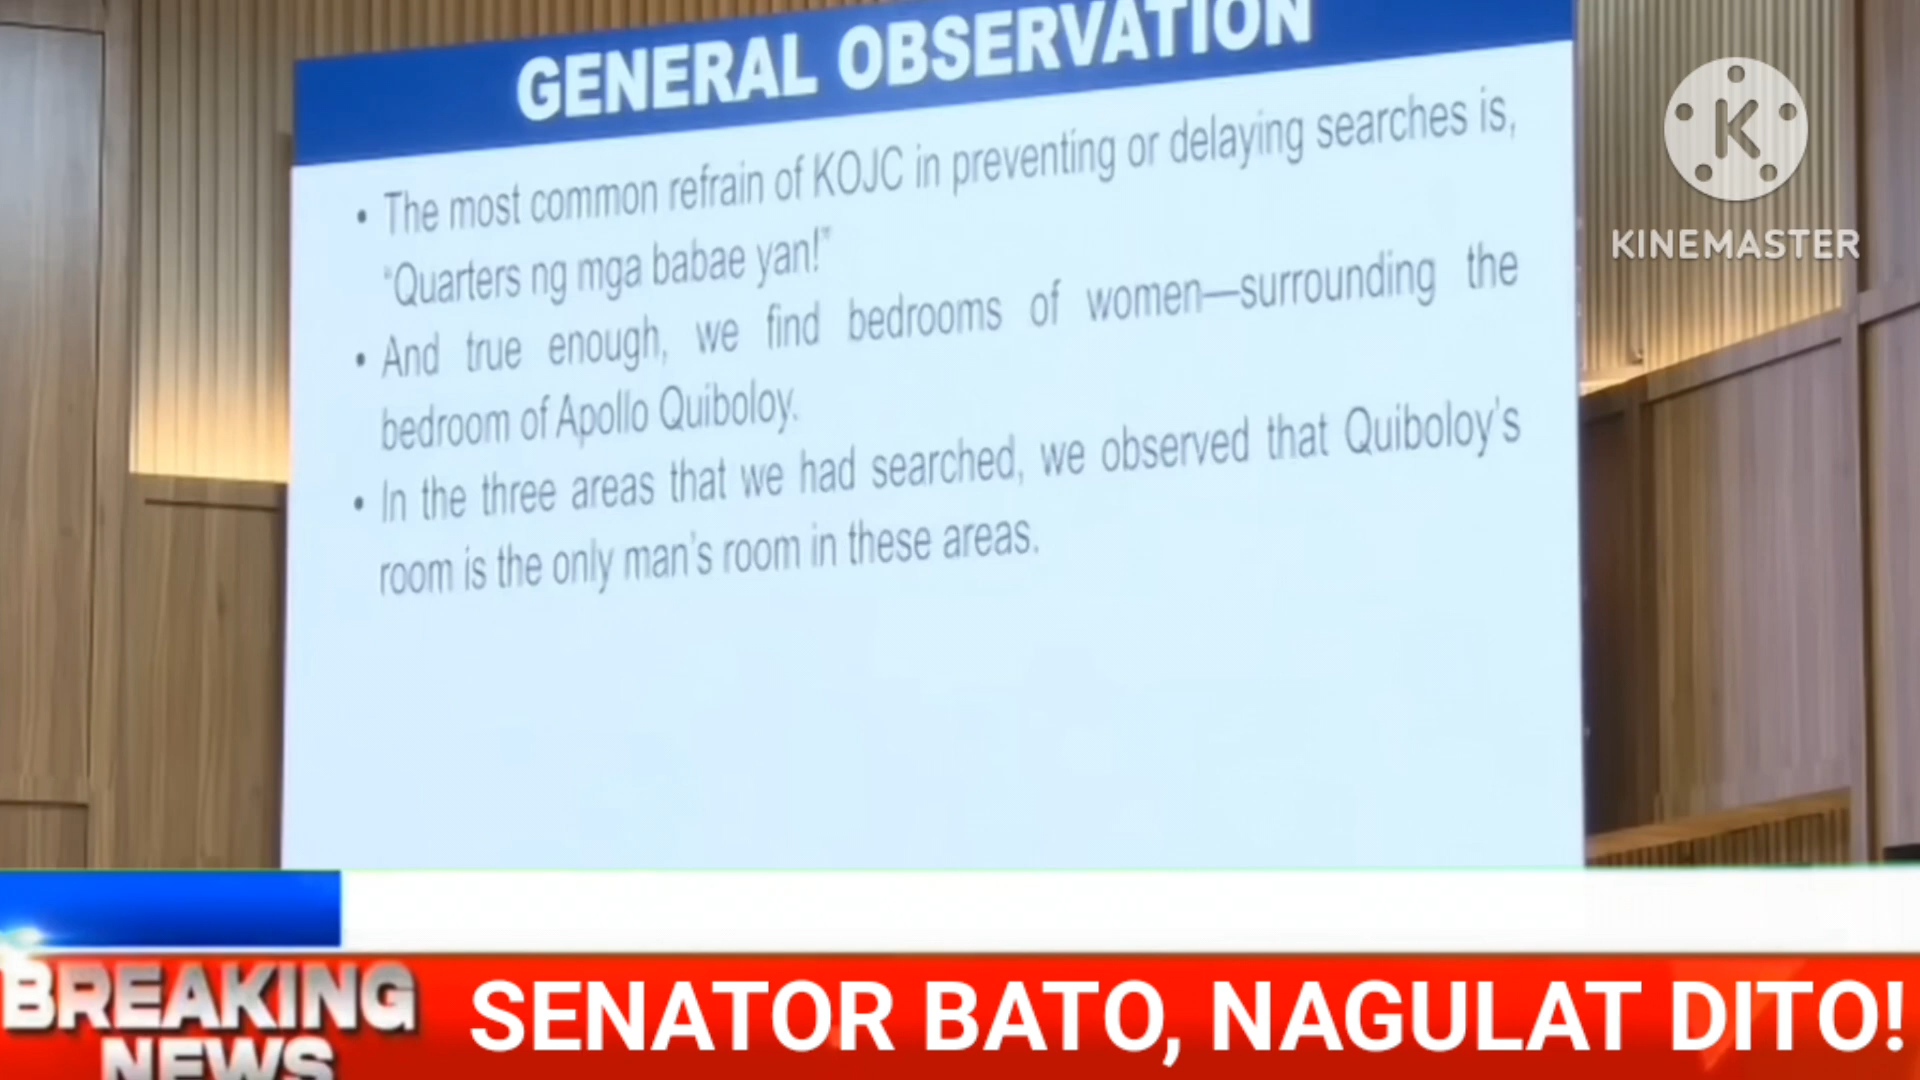 GENERAL OBSERVATION
• The most common refrain of KOJC in preventing or delaying searches is,
"Quarters ng mga babae yan!"
• And true enough, we find bedrooms of women—surrounding the
bedroom of Apollo Quiboloy.
• In the three areas that we had searched, we observed that Quiboloy's
room is the only man's room in these areas.
K
KINEMASTER
BREAKING
NEWS
SENATOR BATO, NAGULAT DITO!